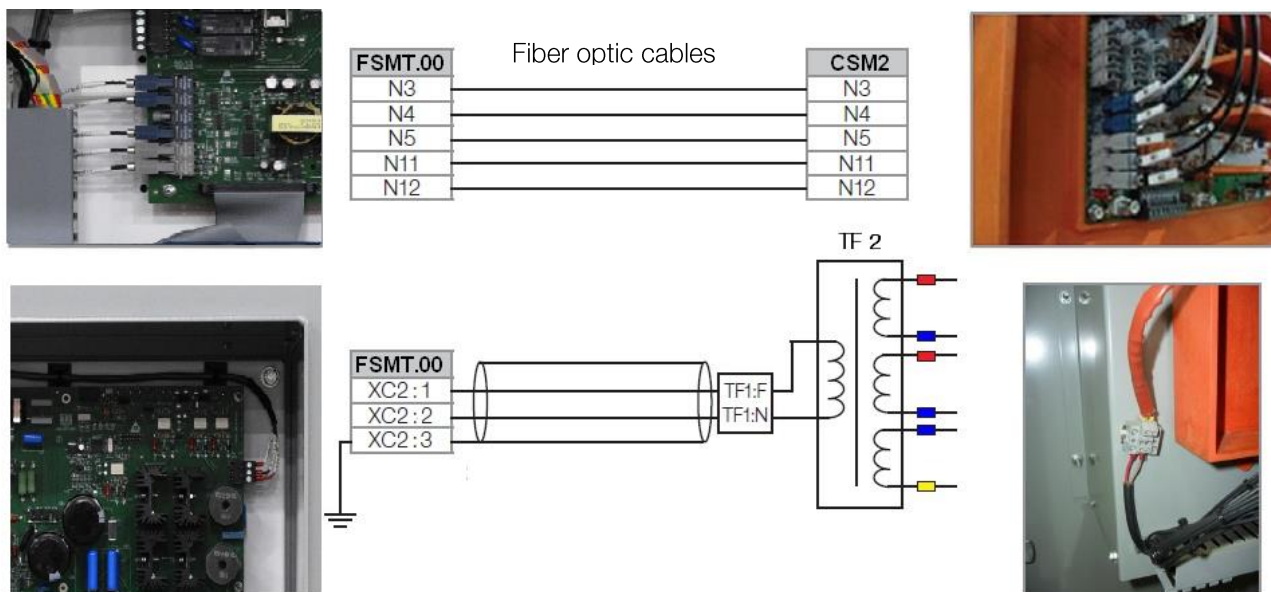 Fiber optic cables
FSMT.00
CSM2
N3
N3
N4
N4
N5
N5
N11
N11
N12
N12
TF 2
FSMT.00
XC2:1
XC2:2
XC2:3
TF1:F
TF1:N